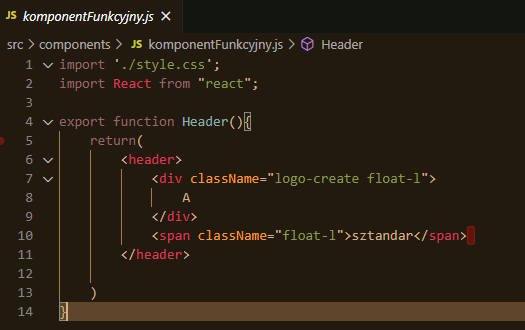 JS komponentFunkcyjny.js ×
src > components > JS komponentFunkcyjny.js > Header
1 import './style.css';
2 import React from "react";
3
4 export function Header(){
5     return(
6         <header>
7             <div className="logo-create float-l">
8                 A
9             </div>
10             <span className="float-l">sztandar</span>
11         </header>
12
13     )
14 }